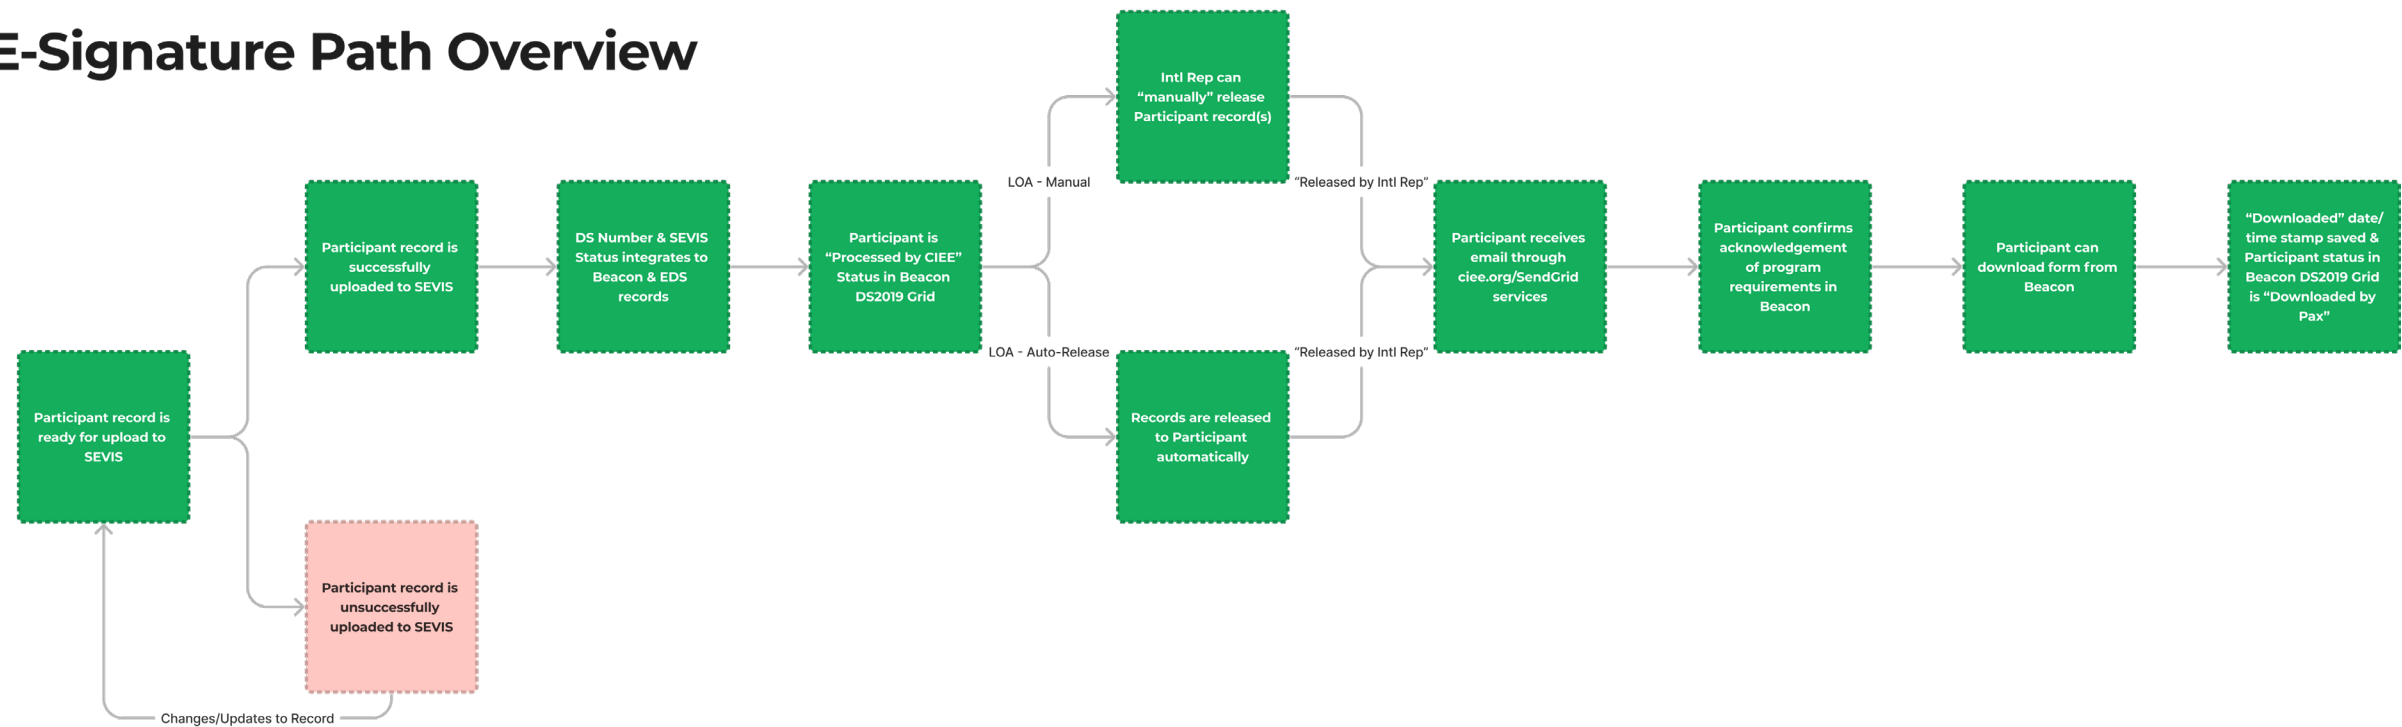 E-Signature Path Overview
Intl Rep can
“manually” release
Participant record(s)
LOA - Manual
“Released by Intl Rep”
Participant record is
successfully
uploaded to SEVIS
DS Number & SEVIS
Status integrates to
Beacon & EDS
records
Participant is
“Processed by CIEE”
Status in Beacon
DS2019 Grid
Participant receives
email through
ciee.org/SendGrid
services
Participant confirms
acknowledgement
of program
requirements in
Beacon
Participant can
download form from
Beacon
“Downloaded” date/
time stamp saved &
Participant status in
Beacon DS2019 Grid
is “Downloaded by
Pax”
LOA - Auto-Release
“Released by Intl Rep”
Participant record is
ready for upload to
SEVIS
Records are released
to Participant
automatically
Participant record is
unsuccessfully
uploaded to SEVIS
Changes/Updates to Record